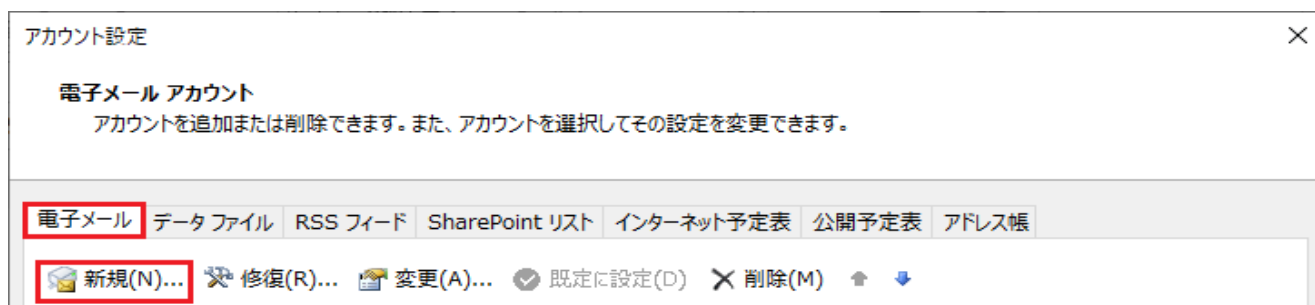 アカウント設定
電子メール アカウント
アカウントを追加または削除できます。また、アカウントを選択してその設定を変更できます。
電子メール データ ファイル RSS フィード SharePoint リスト インターネット予定表 公開予定表 アドレス帳
新規(N)... 修復(R)... 変更(A)... 既定に設定(D) 削除(M)